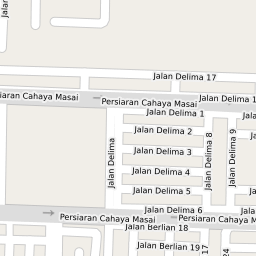 Jalan
Jalan Delima 17
Persiaran Cahaya Masai
Persiaran Cahaya Masai
Jalan Delima 1
Jalan Delima 1
Jalan Delima 2
Jalan Delima 3
Jalan Delima 4
Jalan Delima 5
Jalan Delima 6
Jalan Delima
Jalan Delima 8
Jalan Delima 9
Persiaran Cahaya Masai
Persiaran Cahaya M
Jalan Berlian 18
Jalan Berlian 19
24